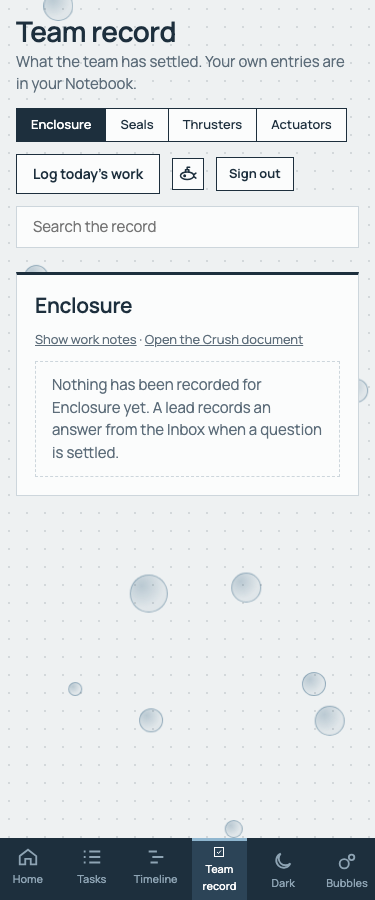 Team record
What the team has settled. Your own entries are
in your Notebook.
Enclosure
Seals
Thrusters
Actuators
Log today's work
Sign out
Search the record
Enclosure
Show work notes · Open the Crush document
Nothing has been recorded for
Enclosure yet. A lead records an
answer from the Inbox when a question
is settled.
Home
Tasks
Timeline
Team
record
Dark
Bubbles